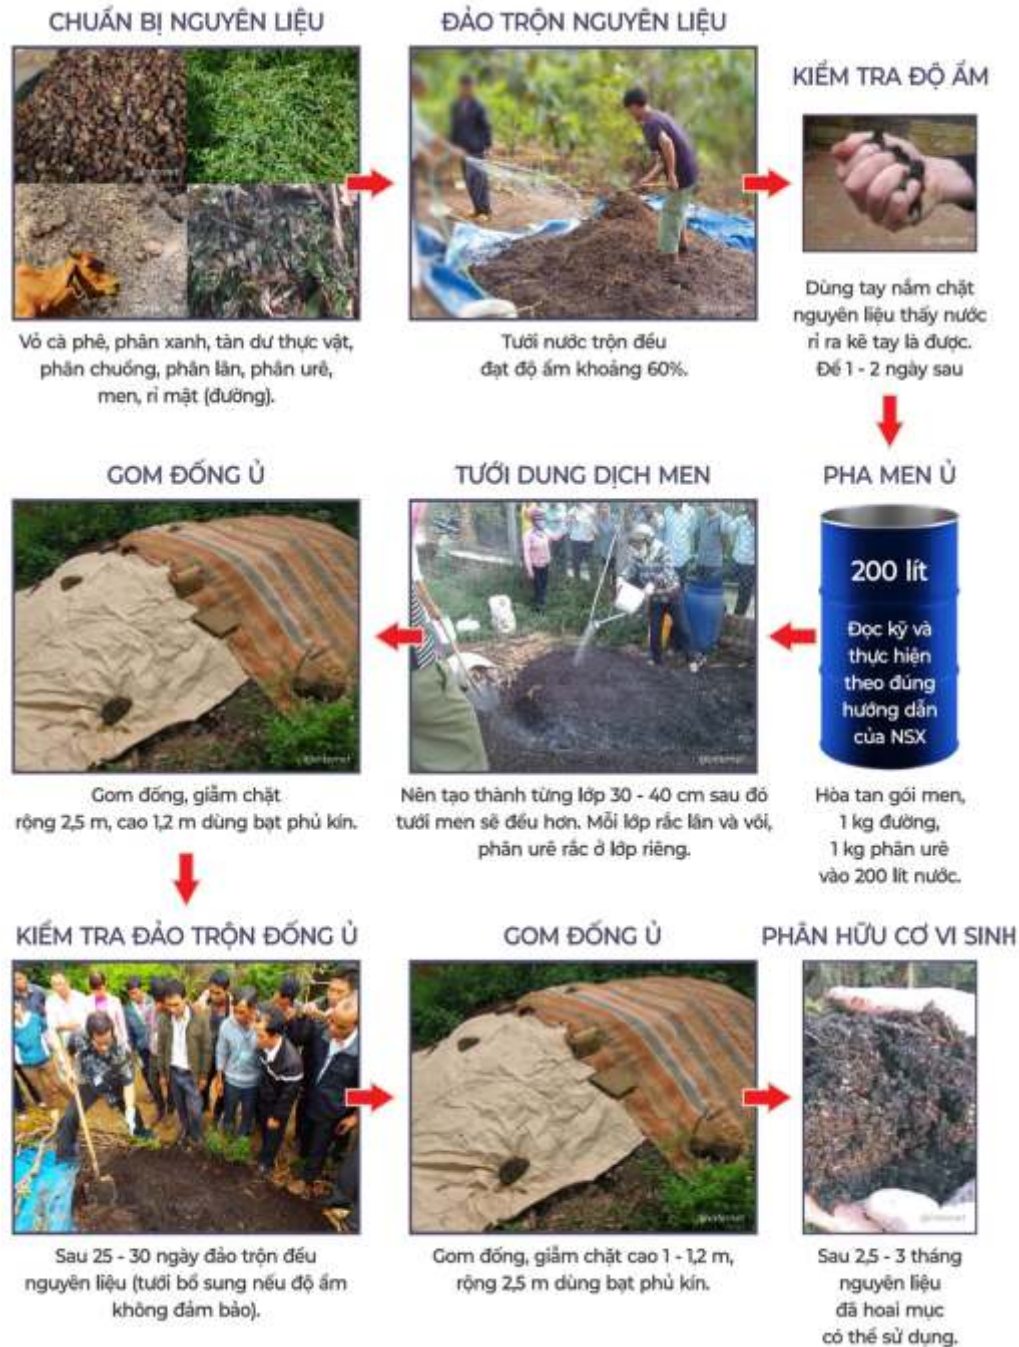 CHUẨN BỊ NGUYÊN LIỆU
Vỏ cà phê, phân xanh, tàn dư thực vật,
phân chuồng, phân lân, phân urê,
men, rỉ mật (đường).
ĐẢO TRỘN NGUYÊN LIỆU
Tưới nước trộn đều
đạt độ ẩm khoảng 60%.
KIỂM TRA ĐỘ ẨM
Dùng tay nắm chặt
nguyên liệu thấy nước
rỉ ra kẽ tay là được.
Để 1 - 2 ngày sau
PHA MEN Ủ
200 lít
Đọc kỹ và
thực hiện
theo đúng
hướng dẫn
của NSX
Hòa tan gói men,
1 kg đường,
1 kg phân urê
vào 200 lít nước.
TƯỚI DUNG DỊCH MEN
Nên tạo thành từng lớp 30 - 40 cm sau đó
tưới men sẽ đều hơn. Mỗi lớp rắc lân và vôi,
phân urê rắc ở lớp riêng.
GOM ĐỐNG Ủ
Gom đống, giẫm chặt
rộng 2,5 m, cao 1,2 m dùng bạt phủ kín.
KIỂM TRA ĐẢO TRỘN ĐỐNG Ủ
Sau 25 - 30 ngày đảo trộn đều
nguyên liệu (tưới bổ sung nếu độ ẩm
không đảm bảo).
GOM ĐỐNG Ủ
Gom đống, giẫm chặt cao 1 - 1,2 m,
rộng 2,5 m dùng bạt phủ kín.
PHÂN HỮU CƠ VI SINH
Sau 2,5 - 3 tháng
nguyên liệu
đã hoai mục
có thể sử dụng.